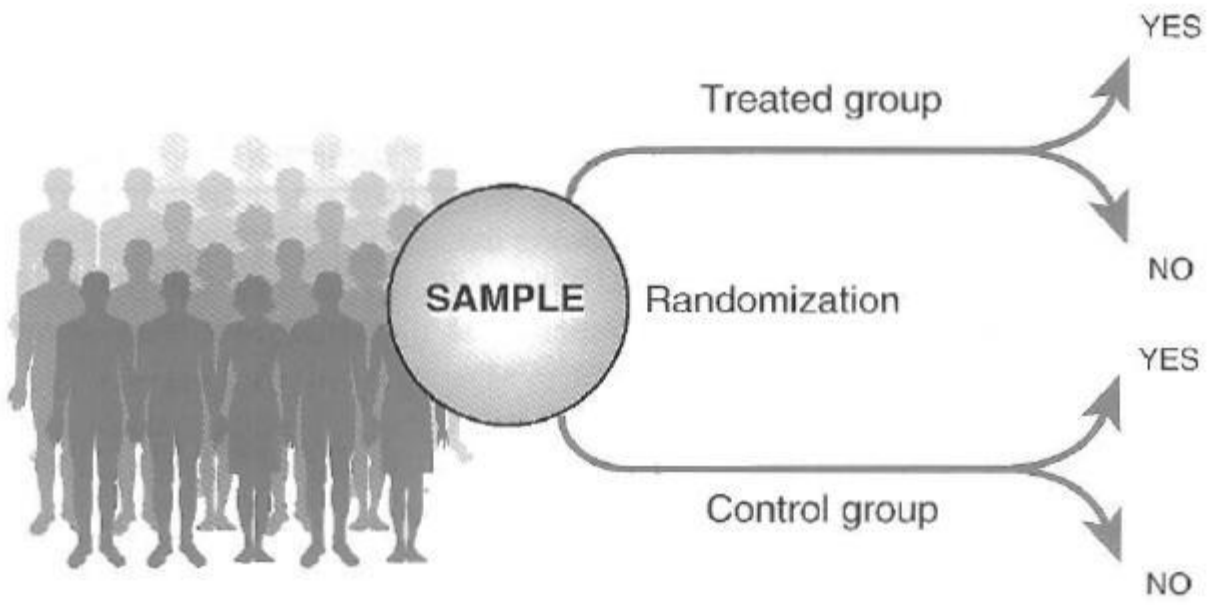 YES
Treated group
NO
SAMPLE
Randomization
YES
Control group
NO